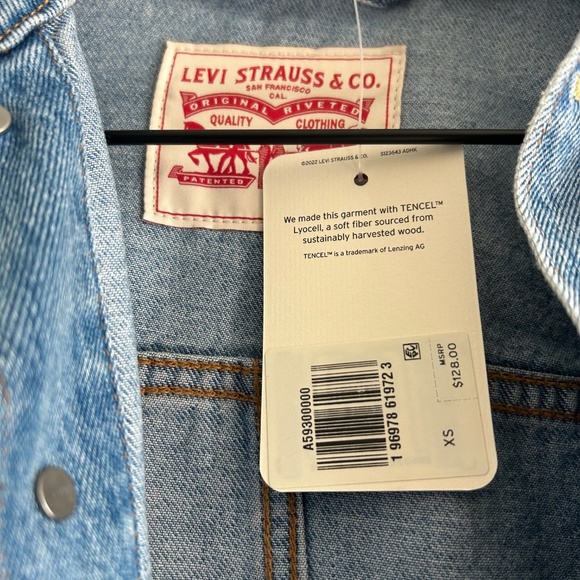 LEVI STRAUSS & CO.
SAN FRANCISCO
CAL.
ORIGINAL RIVETED
QUALITY CLOTHING
PATENTED
©2022 LEVI STRAUSS & CO. S123643 ADHK
We made this garment with TENCEL™
Lyocell, a soft fiber sourced from
sustainably harvested wood.
TENCEL™ is a trademark of Lenzing AG
A59300000
1 96978 61972 3
MSRP
$128.00
XS